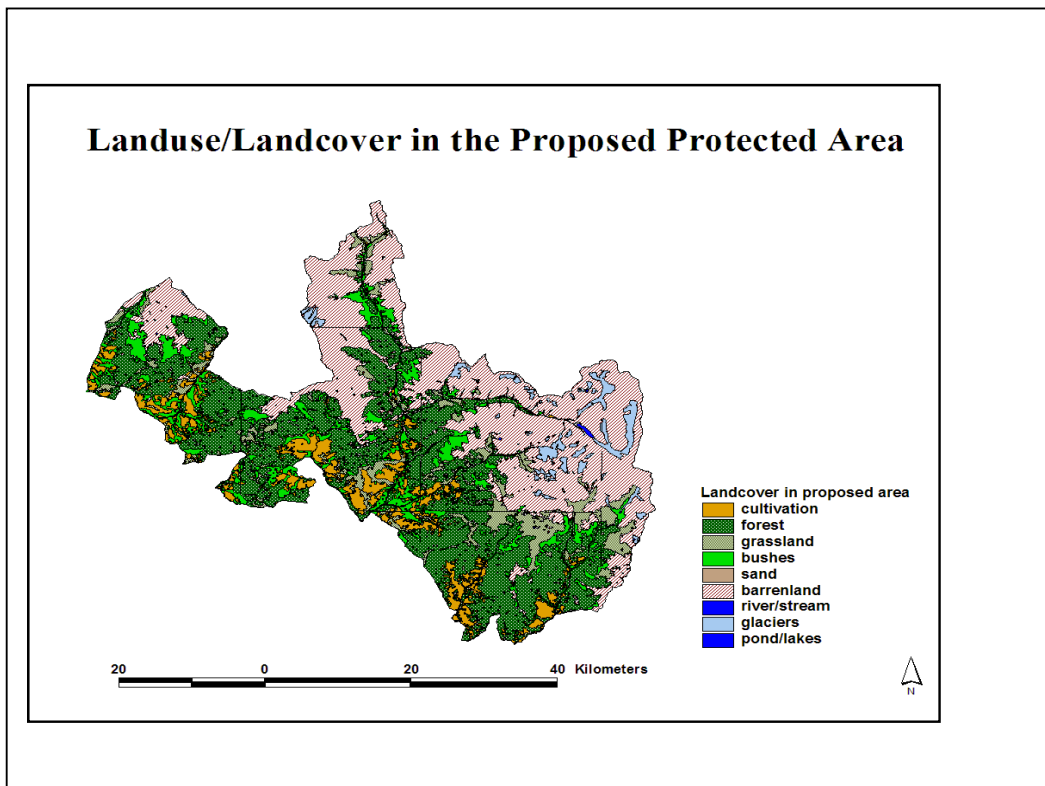 Landuse/Landcover in the Proposed Protected Area
Landcover in proposed area
cultivation
forest
grassland
bushes
sand
barrenland
river/stream
glaciers
pond/lakes
20 0 20 40 Kilometers
N